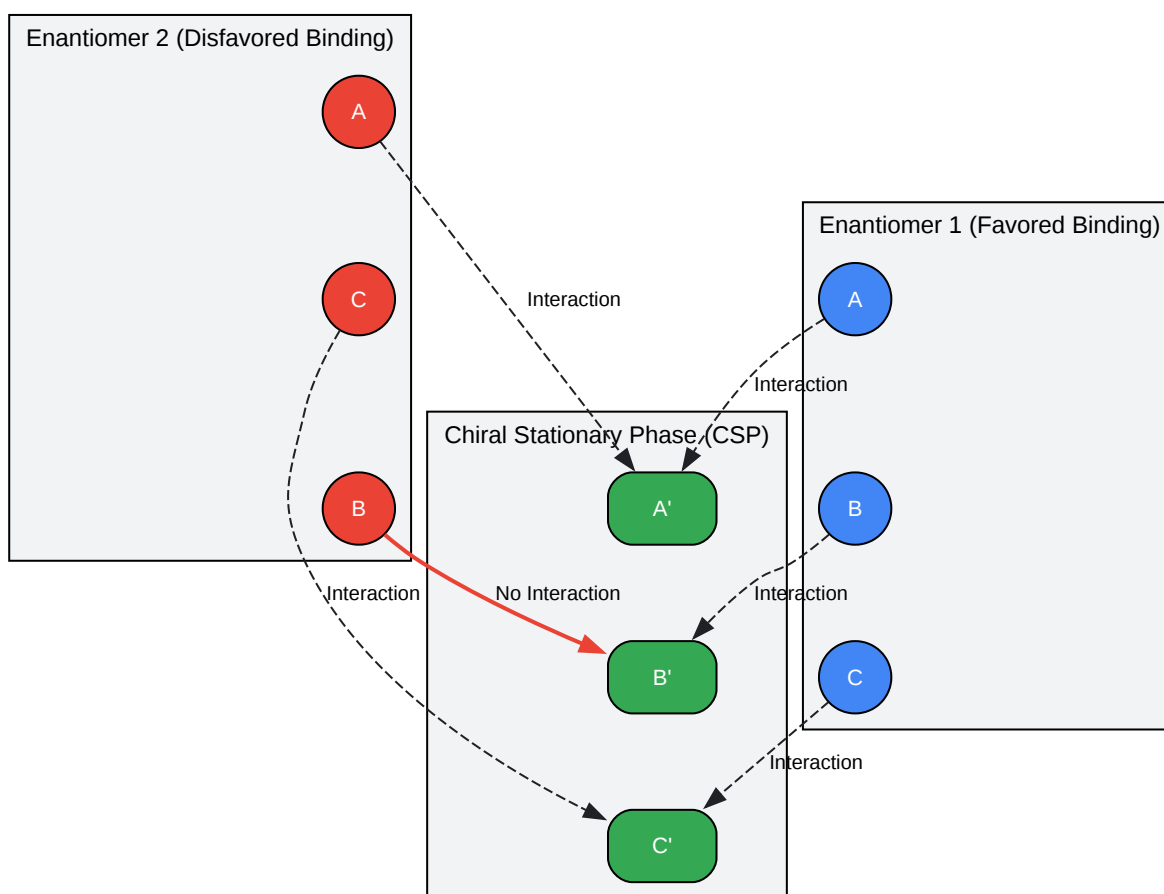 Enantiomer 2 (Disfavored Binding)
A
C
B
Enantiomer 1 (Favored Binding)
A
B
C
Chiral Stationary Phase (CSP)
A'
B'
C'
Interaction
Interaction
Interaction
No Interaction
Interaction
Interaction